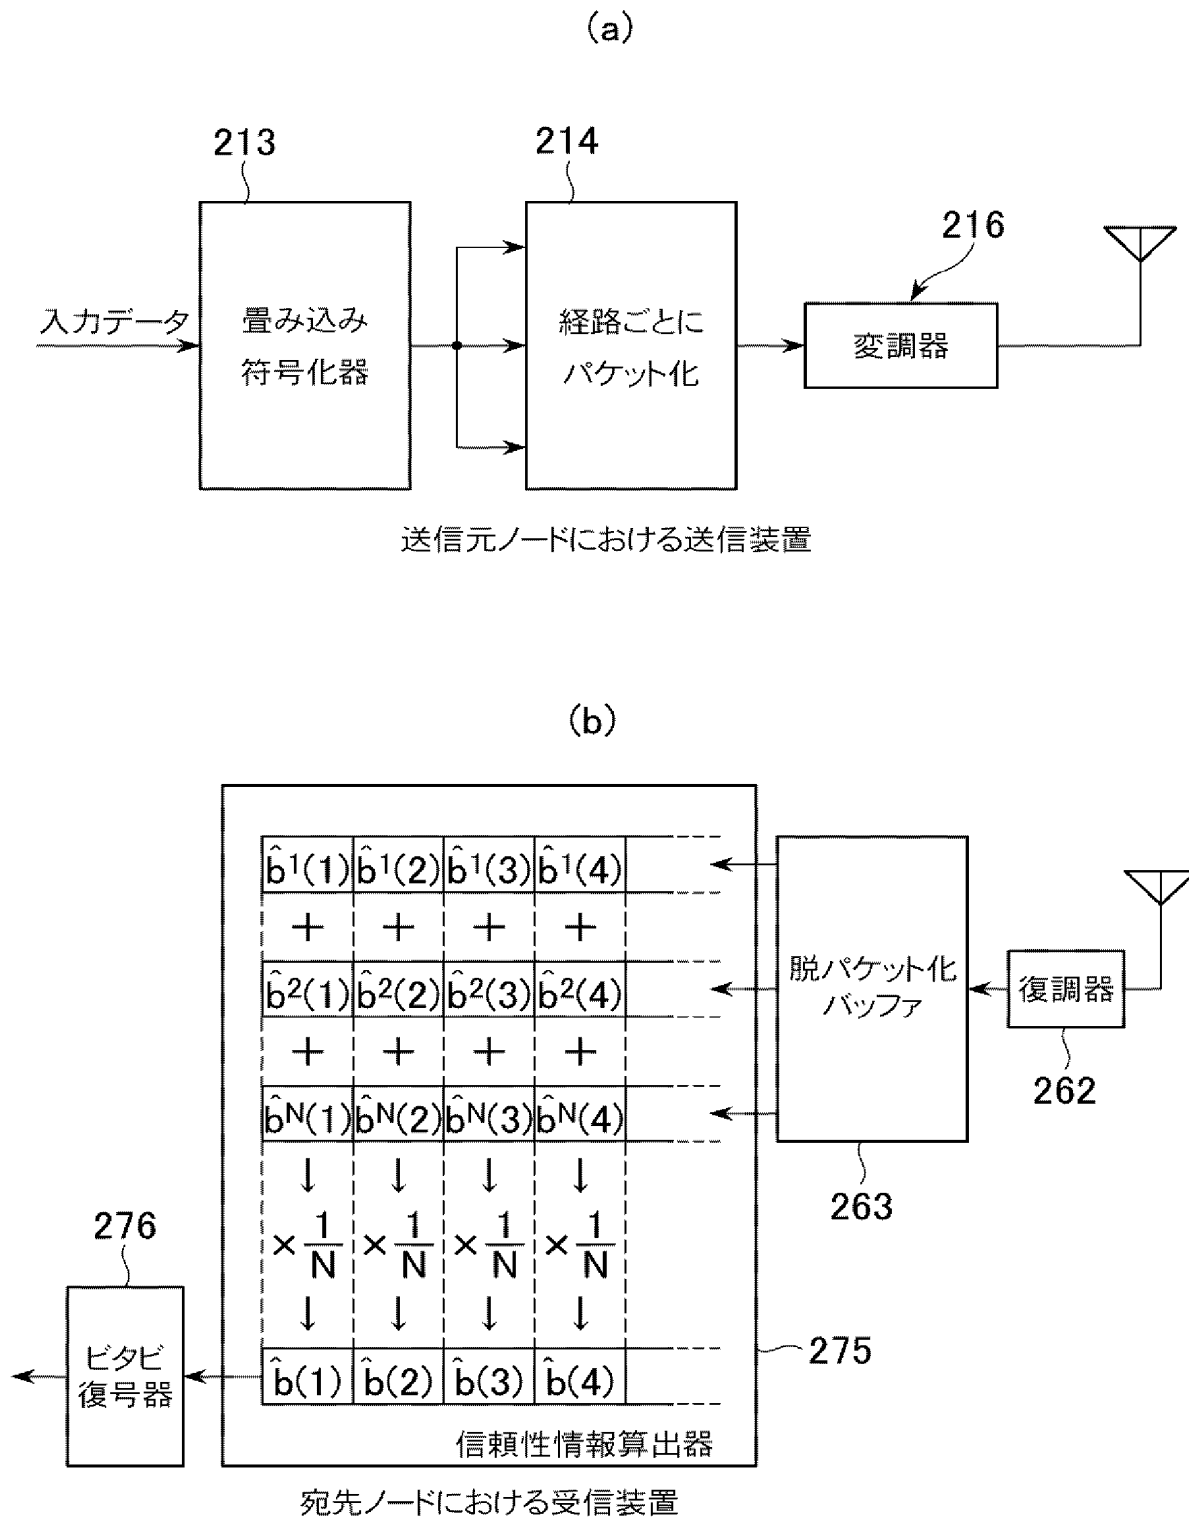 (a)
213
214
216
入力データ
畳み込み
符号化器
経路ごとに
パケット化
変調器
送信元ノードにおける送信装置
(b)
b̂¹(1) b̂¹(2) b̂¹(3) b̂¹(4)
+ + + +
b̂²(1) b̂²(2) b̂²(3) b̂²(4)
+ + + +
b̂ᴺ(1) b̂ᴺ(2) b̂ᴺ(3) b̂ᴺ(4)
↓ ↓ ↓ ↓
× 1/N × 1/N × 1/N × 1/N
↓ ↓ ↓ ↓
b̂(1) b̂(2) b̂(3) b̂(4)
信頼性情報算出器
脱パケット化
バッファ
復調器
262
263
275
276
ビタビ
復号器
宛先ノードにおける受信装置